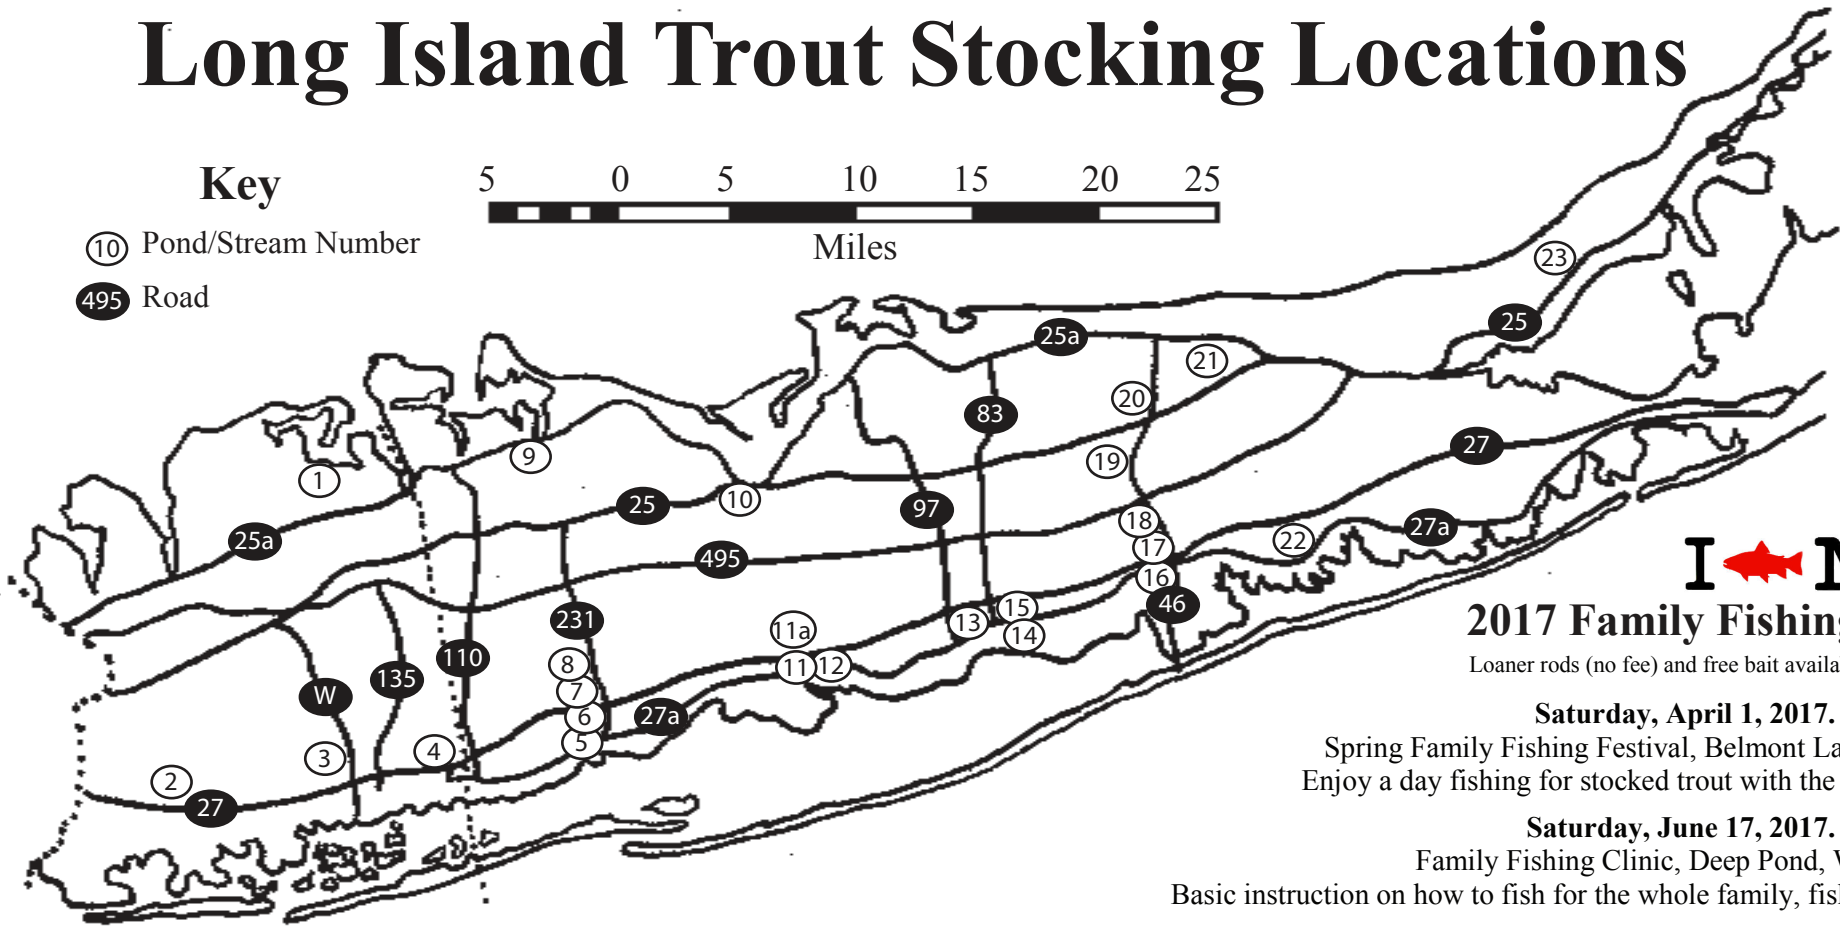 Long Island Trout Stocking Locations
Key
10 Pond/Stream Number
495 Road
5 0 5 10 15 20 25
Miles
23
25
25a
21
20
83
27
9
19
1
10
25
97
18
27a
25a
22
17
495
16
46
15
13
231
11a
14
110
8
11
12
135
7
W
6
27a
5
4
3
2
27
I
2017 Family Fishing
Loaner rods (no fee) and free bait availa
Saturday, April 1, 2017.
Spring Family Fishing Festival, Belmont La
Enjoy a day fishing for stocked trout with the
Saturday, June 17, 2017.
Family Fishing Clinic, Deep Pond,
Basic instruction on how to fish for the whole family, fis